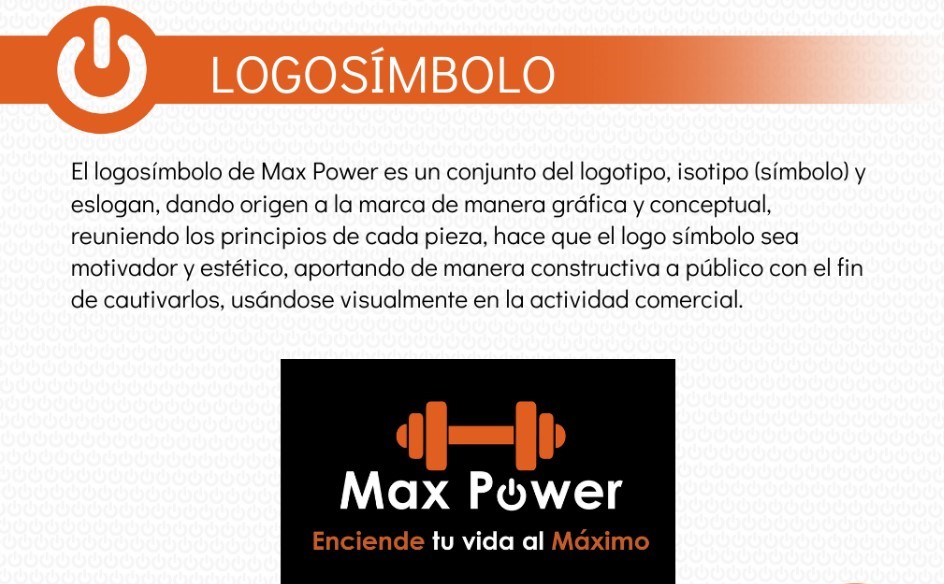 LOGOSÍMBOLO
El logosímbolo de Max Power es un conjunto del logotipo, isotipo (símbolo) y
eslogan, dando origen a la marca de manera gráfica y conceptual,
reuniendo los principios de cada pieza, hace que el logo símbolo sea
motivador y estético, aportando de manera constructiva a público con el fin
de cautivarlos, usándose visualmente en la actividad comercial.
Max Power
Enciende tu vida al Máximo